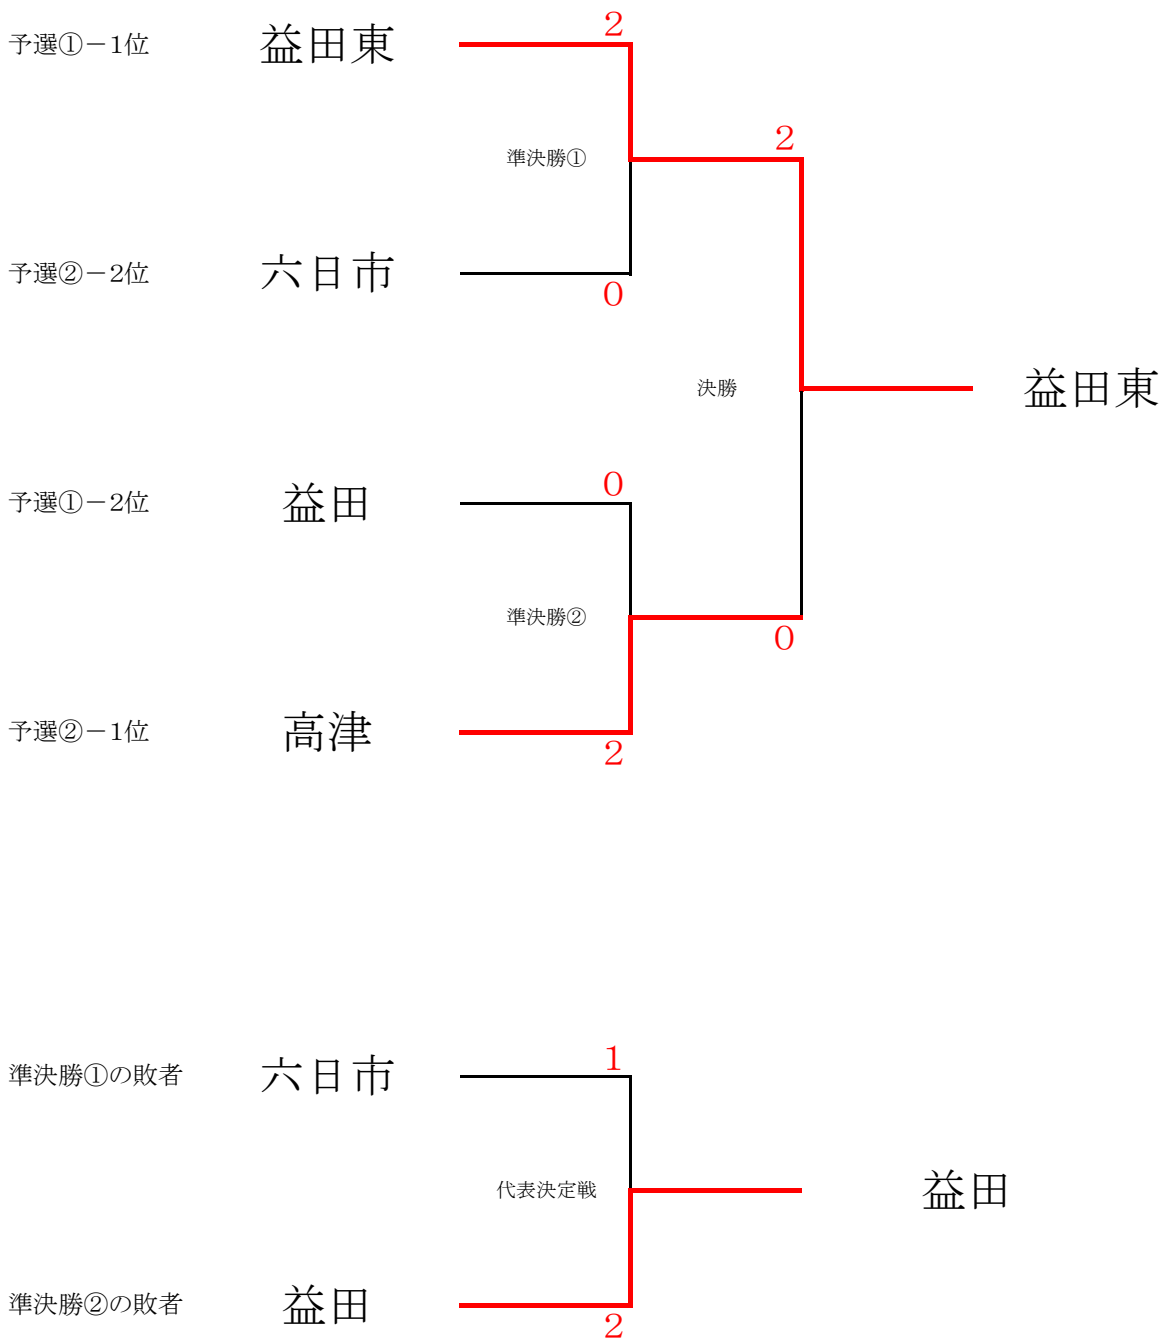 予選①－1位 益田東 2
準決勝① 2
予選②－2位 六日市 0
決勝 益田東
予選①－2位 益田 0
準決勝② 0
予選②－1位 高津 2
準決勝①の敗者 六日市 1
代表決定戦 益田
準決勝②の敗者 益田 2